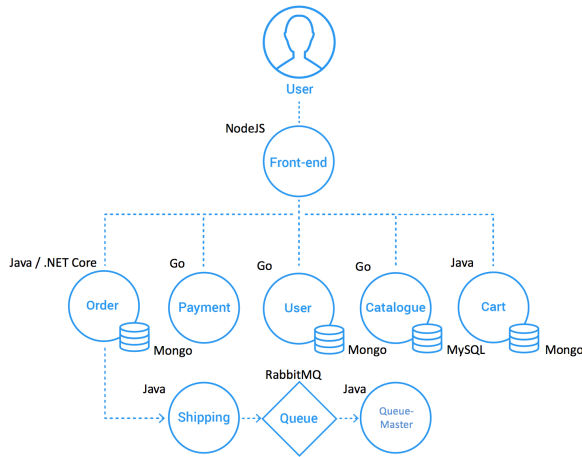 User
NodeJS
Front-end
Java / .NET Core
Go
Go
Go
Java
Order
Payment
User
Catalogue
Cart
Mongo
Mongo
MySQL
Mongo
RabbitMQ
Java
Java
Shipping
Queue
Queue-
Master